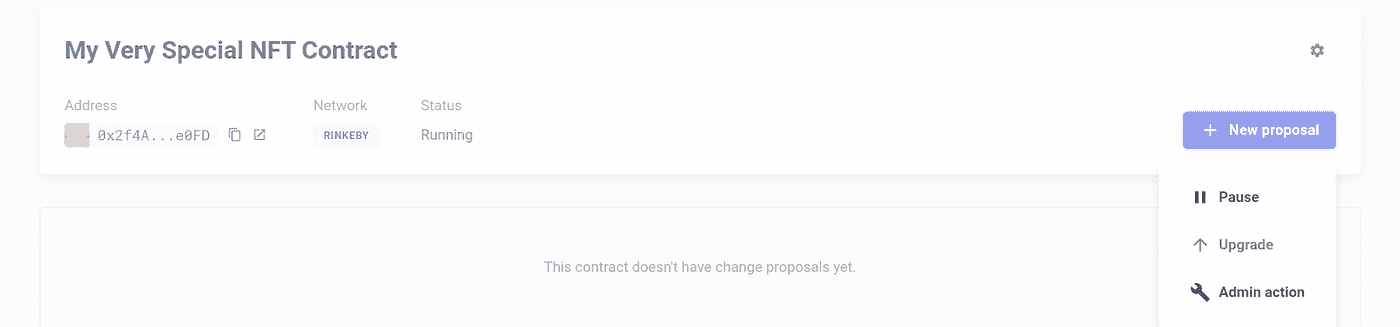 My Very Special NFT Contract
Address Network Status
0x2f4A...e0FD RINKEBY Running
New proposal
Pause
Upgrade
Admin action
This contract doesn't have change proposals yet.